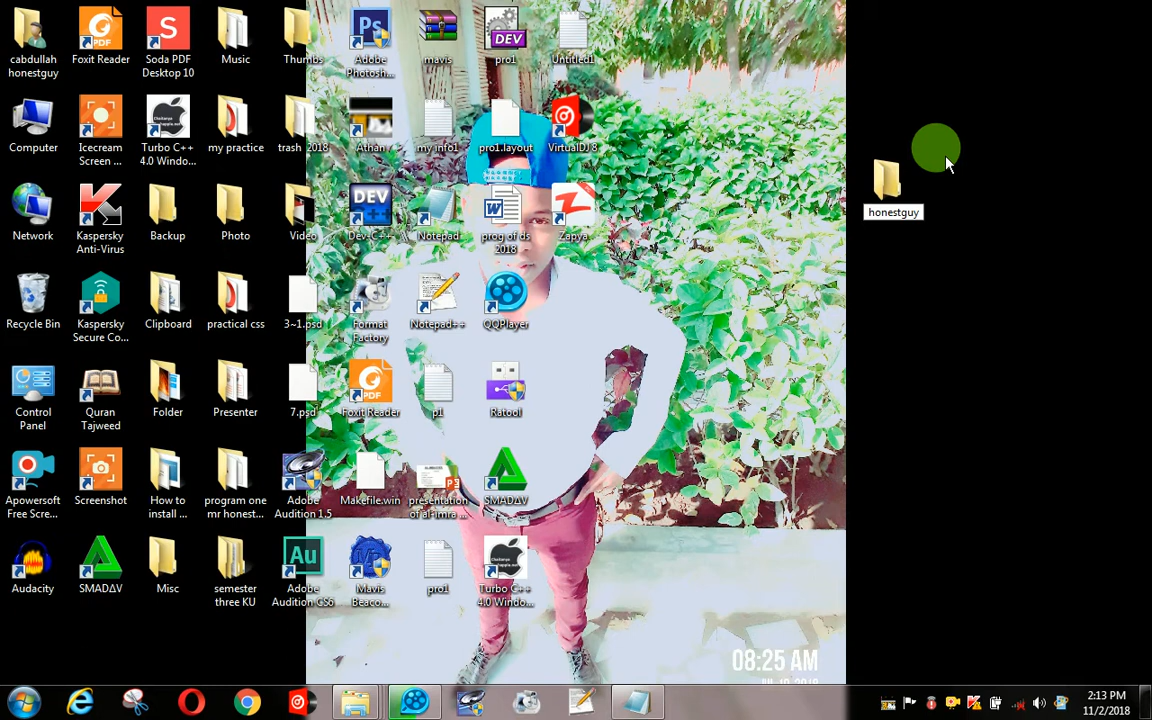 cabdullah
honestguy
Foxit Reader
Soda PDF
Desktop 10
Music
Thumbs
Adobe
Photosh...
mavis
pro1
Untitled1
Computer
Icecream
Screen ...
Turbo C++
4.0 Windo...
my practice
trash 2018
Athan
my info1
pro1.layout
VirtualDJ 8
Network
Kaspersky
Anti-Virus
Backup
Photo
Video
Dev-C++
Notepad
prog of ds
2018
Zapya
honestguy
Recycle Bin
Kaspersky
Secure Co...
Clipboard
practical css
3~1.psd
Format
Factory
Notepad++
QQPlayer
Control
Panel
Quran
Tajweed
Folder
Presenter
7.psd
Foxit Reader
p1
Ratool
Apowersoft
Free Scre...
Screenshot
How to
install ...
program one
mr honest...
Adobe
Audition 1.5
Makefile.win
presentation
of al-imra ...
SMADΔV
Audacity
SMADΔV
Misc
semester
three KU
Adobe
Audition CS6
Mavis
Beaco...
pro1
Turbo C++
4.0 Windo...
08:25 AM
2:13 PM
11/2/2018